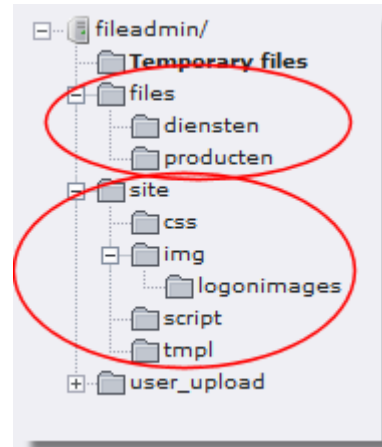 fileadmin/
Temporary files
files
diensten
producten
site
css
img
logonimages
script
tmpl
user_upload